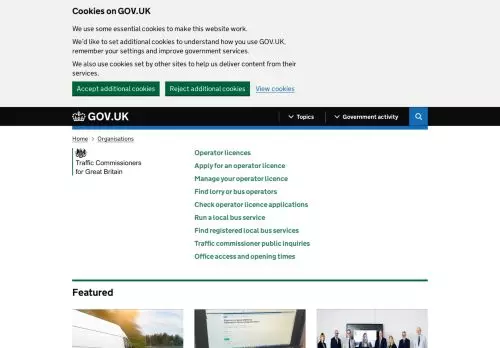 Cookies on GOV.UK
We use some essential cookies to make this website work.
We'd like to set additional cookies to understand how you use GOV.UK,
remember your settings and improve government services.
We also use cookies set by other sites to help us deliver content from their
services.
Accept additional cookies
Reject additional cookies
View cookies
GOV.UK
Topics
Government activity
Home
Organisations
Traffic Commissioners
for Great Britain
Operator licences
Apply for an operator licence
Manage your operator licence
Find lorry or bus operators
Check operator licence applications
Run a local bus service
Find registered local bus services
Traffic commissioner public inquiries
Office access and opening times
Featured